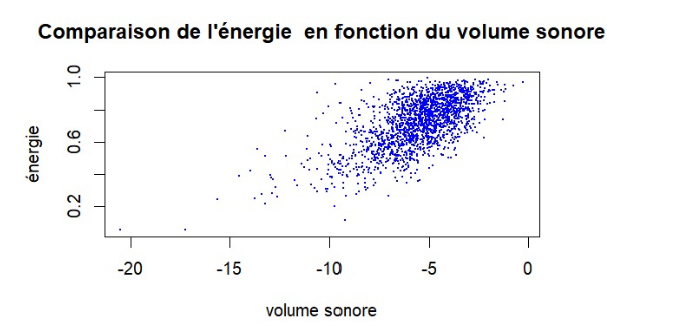 Comparaison de l'énergie  en fonction du volume sonore
1.0
0.6
0.2
énergie
-20 -15 -10 -5 0
volume sonore